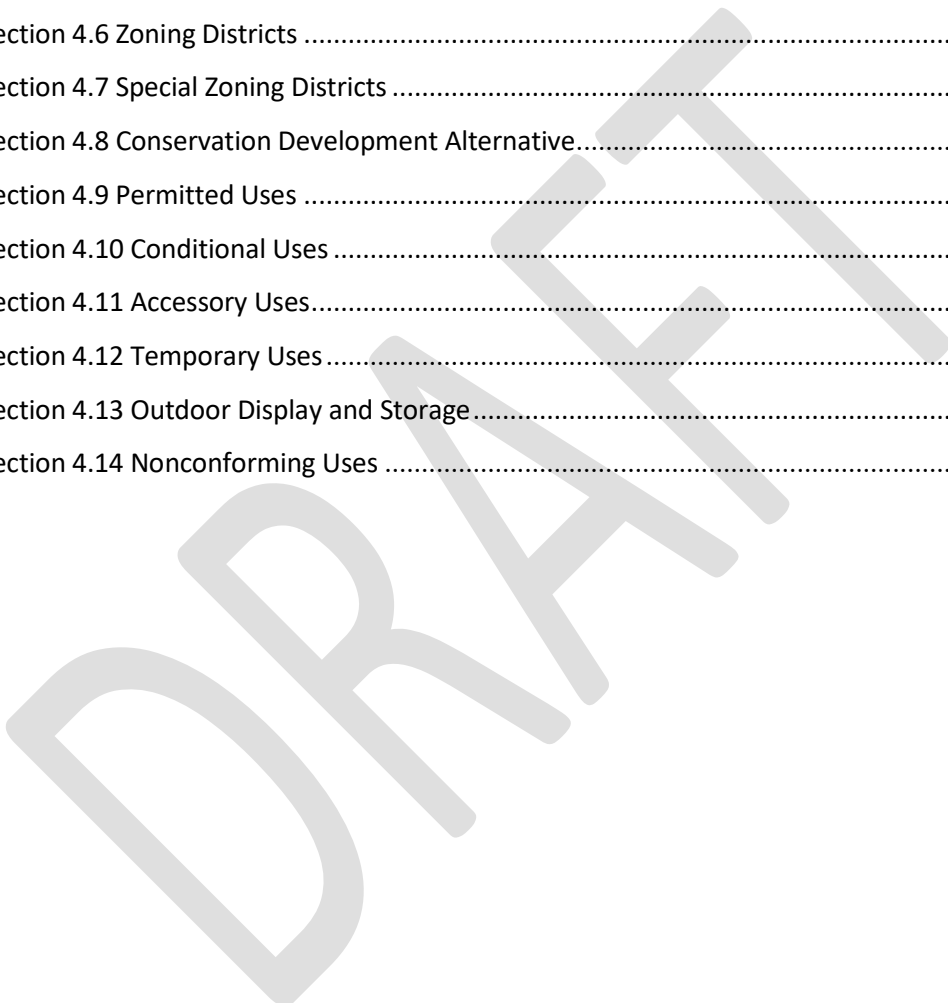 ection 4.6 Zoning Districts ....................................................................................................
ection 4.7 Special Zoning Districts ....................................................................................................
ection 4.8 Conservation Development Alternative....................................................................
ection 4.9 Permitted Uses ....................................................................................................
ection 4.10 Conditional Uses ....................................................................................................
ection 4.11 Accessory Uses....................................................................................................
ection 4.12 Temporary Uses ....................................................................................................
ection 4.13 Outdoor Display and Storage....................................................................................
ection 4.14 Nonconforming Uses ....................................................................................................
DRAFT